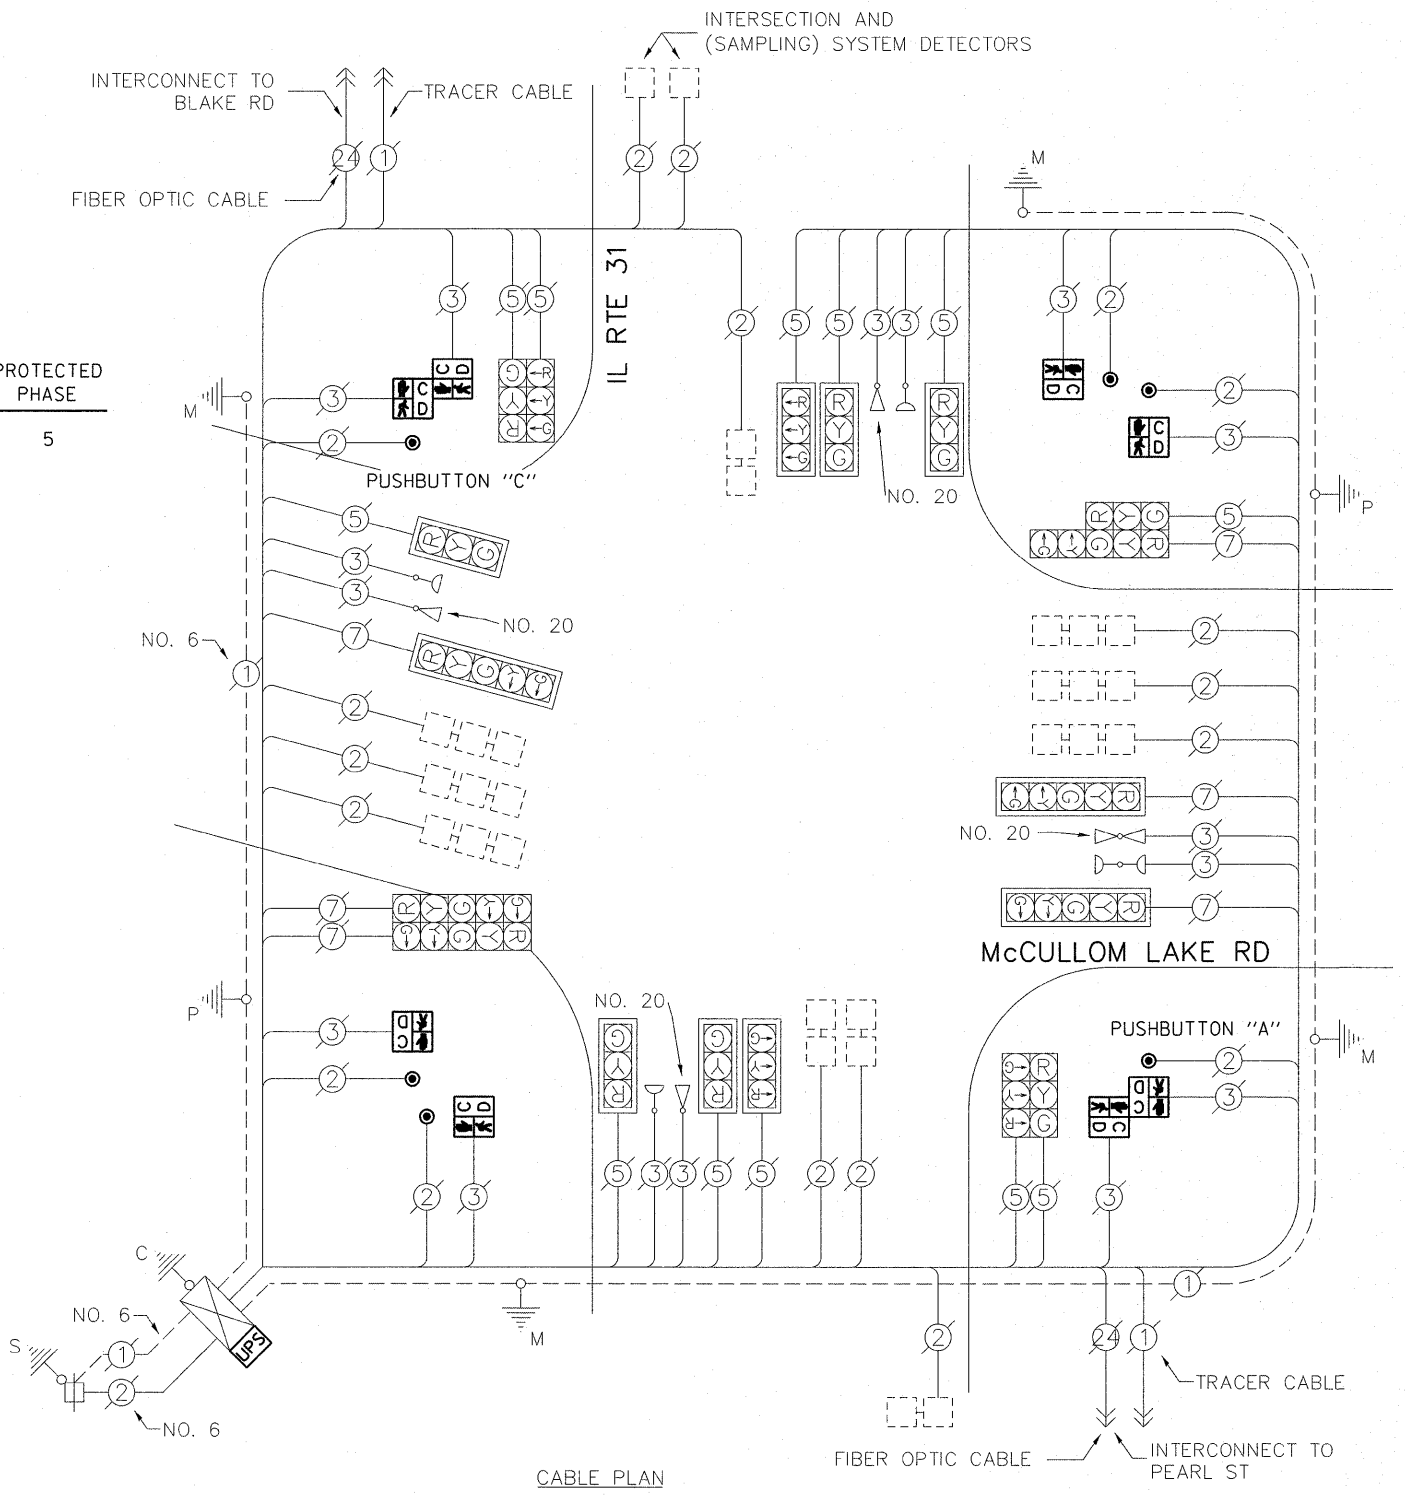 INTERSECTION AND
(SAMPLING) SYSTEM DETECTORS
INTERCONNECT TO
BLAKE RD
TRACER CABLE
24
1
2
2
M
FIBER OPTIC CABLE
IL RTE 31
3
5
5
2
5
5
3
3
5
3
2
PROTECTED
PHASE
5
M
3
C D
C
D
G
Y
R
R
Y
G
R
Y
G
R
Y
G
R
Y
G
C
D
2
2
C
D
3
PUSHBUTTON "C"
NO. 20
P
5
R Y G
R Y G
5
G Y G Y R
7
3
3
NO. 20
7
R Y G Y G
NO. 6
1
2
2
2
2
2
2
G Y G Y R
7
NO. 20
3
3
G Y G Y R
7
7
R Y G Y G
7
G Y G Y R
McCULLOM LAKE RD
P
NO. 20
3
C D
2
G
Y
R
G
Y
R
G
Y
R
PUSHBUTTON "A"
2
M
G
Y
R
R
Y
G
C D
3
C D
C D
2
3
5
3
3
5
5
2
2
5
5
3
C
1
M
NO. 6
UPS
S
1
2
NO. 6
2
24
1
TRACER CABLE
FIBER OPTIC CABLE
INTERCONNECT TO
PEARL ST
CABLE PLAN